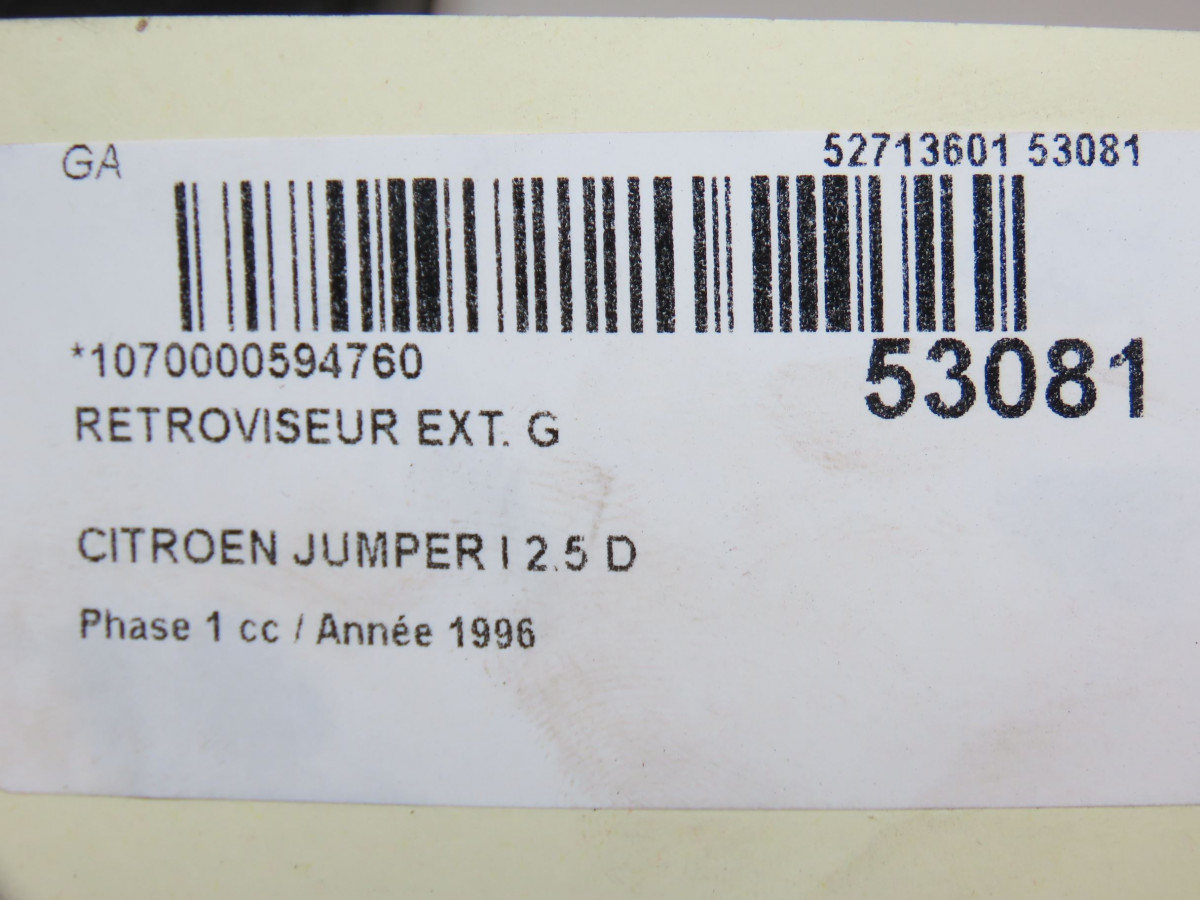 GA 52713601 53081
*1070000594760
53081
RETROVISEUR EXT. G
CITROEN JUMPER I 2.5 D
Phase 1 cc / Année 1996